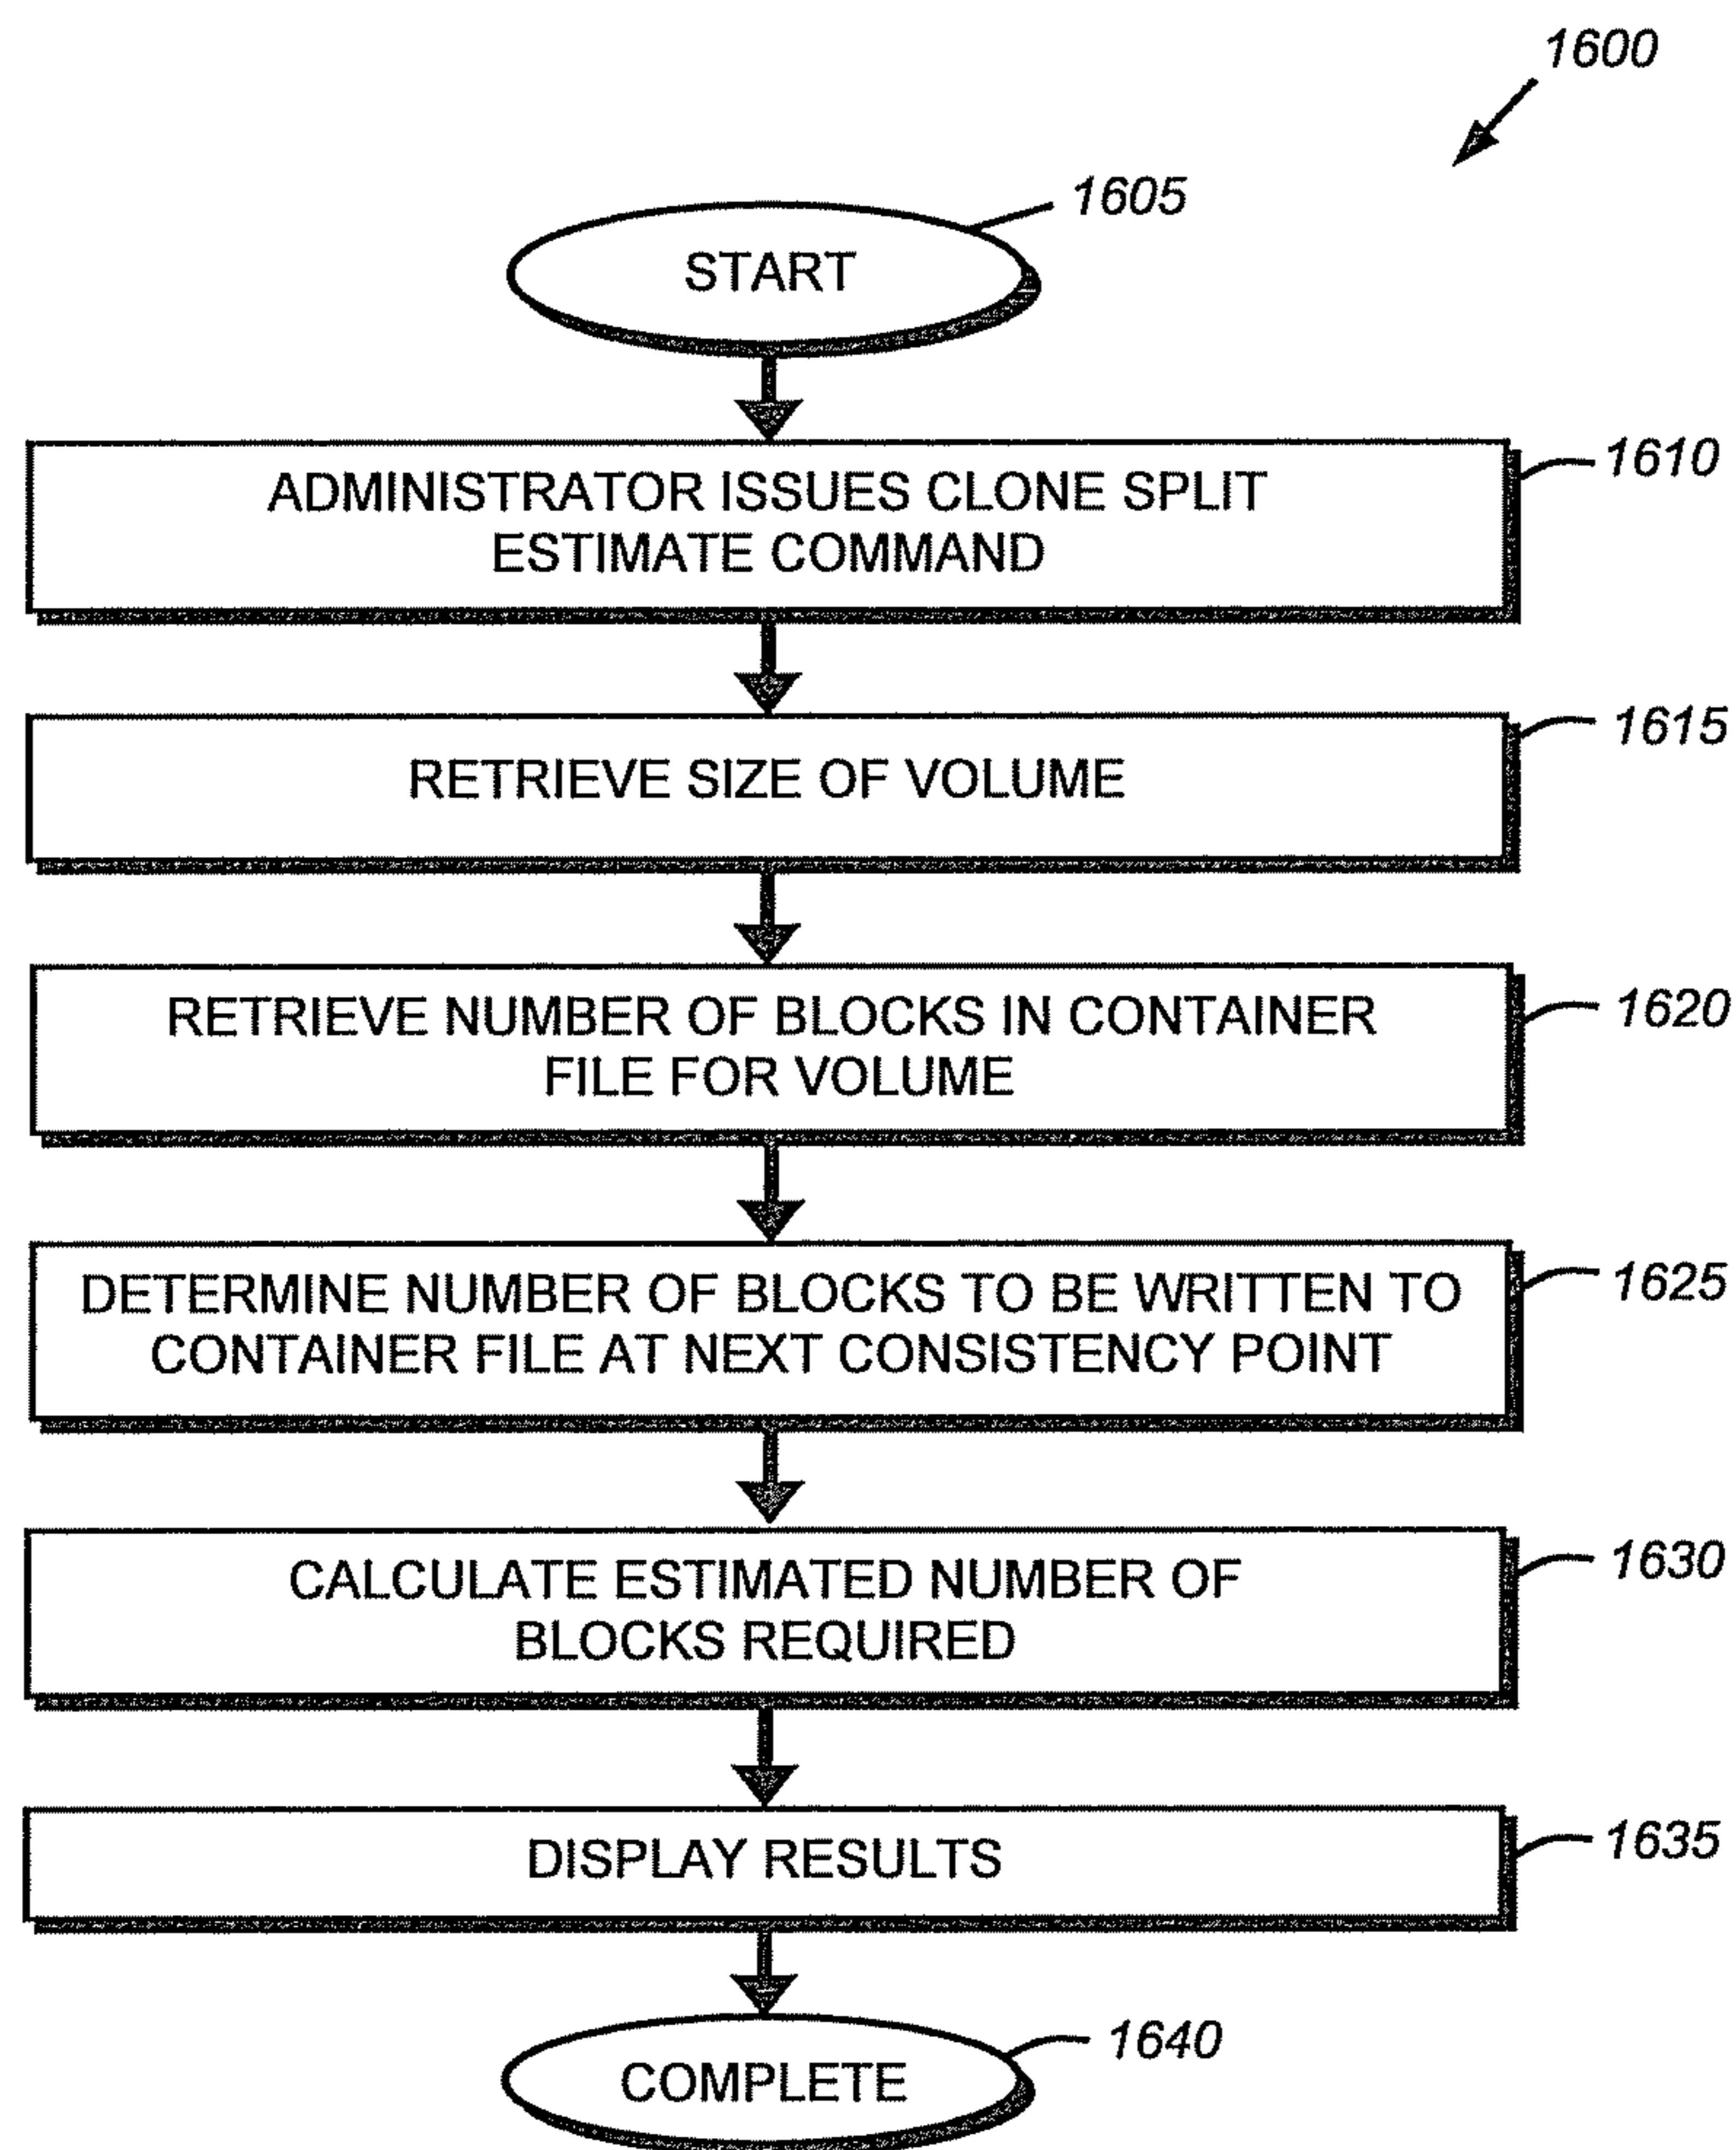 1600
1605
START
1610
ADMINISTRATOR ISSUES CLONE SPLIT
ESTIMATE COMMAND
1615
RETRIEVE SIZE OF VOLUME
1620
RETRIEVE NUMBER OF BLOCKS IN CONTAINER
FILE FOR VOLUME
1625
DETERMINE NUMBER OF BLOCKS TO BE WRITTEN TO
CONTAINER FILE AT NEXT CONSISTENCY POINT
1630
CALCULATE ESTIMATED NUMBER OF
BLOCKS REQUIRED
1635
DISPLAY RESULTS
1640
COMPLETE